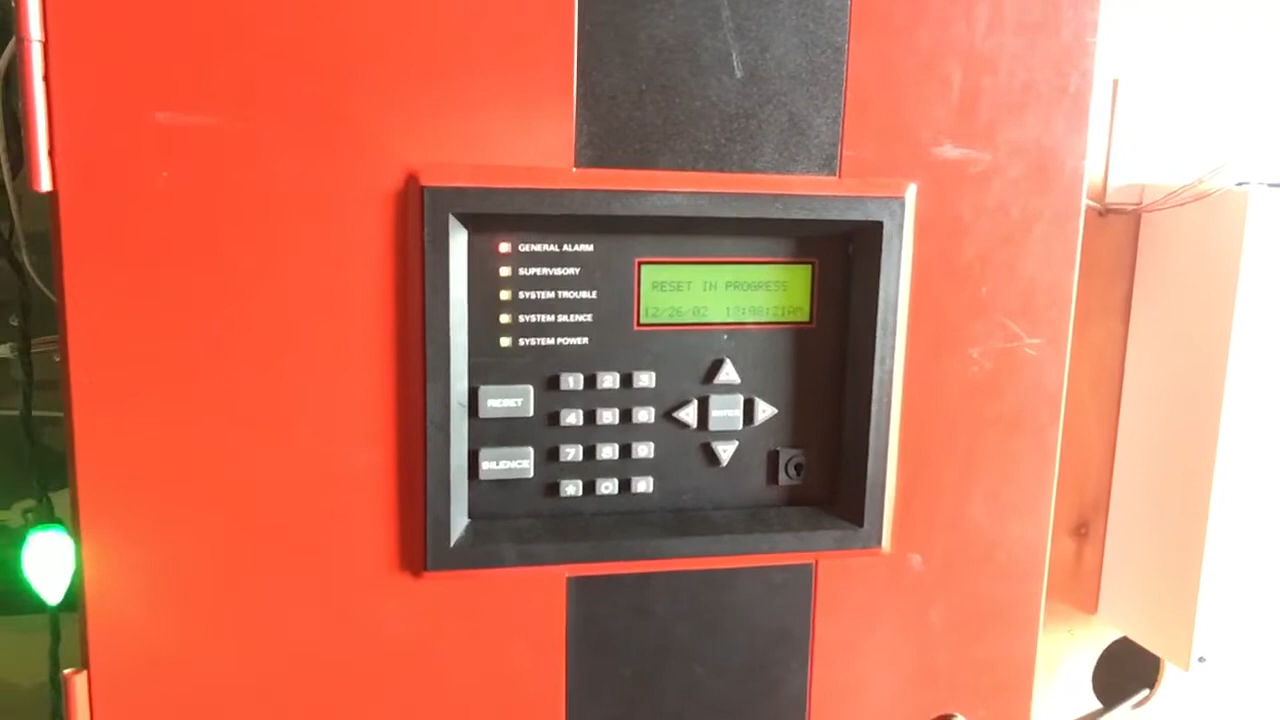 GENERAL ALARM
SUPERVISORY
SYSTEM TROUBLE
SYSTEM SILENCE
SYSTEM POWER
RESET IN PROGRESS
12/26/02
RESET
SILENCE
1 2 3
4 5 6
7 8 9
* 0 #
ENTER